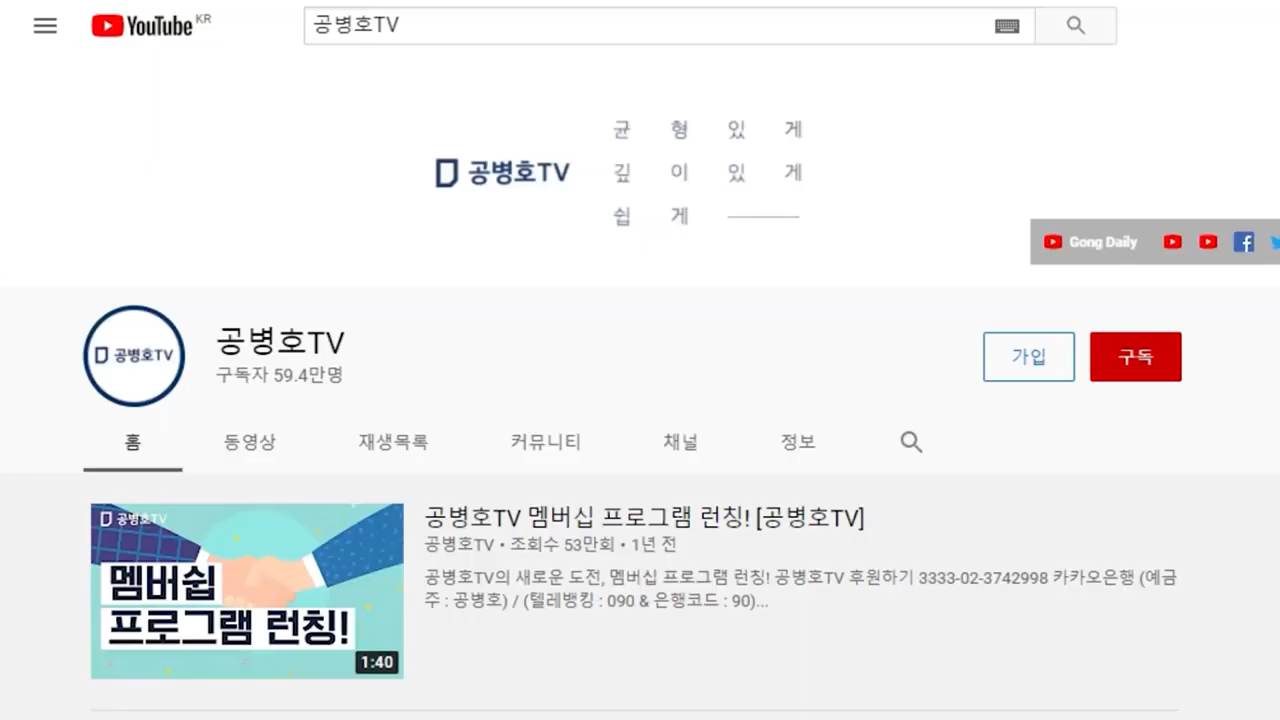 YouTube KR
공병호TV
균 형 있 게
공병호TV 깊 이 있 게
쉽 게
Gong Daily
공병호TV
공병호TV
구독자 59.4만명
가입 구독
홈 동영상 재생목록 커뮤니티 채널 정보
공병호TV
멤버쉽
프로그램 런칭!
1:40
공병호TV 멤버십 프로그램 런칭! [공병호TV]
공병호TV • 조회수 53만회 • 1년 전
공병호TV의 새로운 도전, 멤버십 프로그램 런칭! 공병호TV 후원하기 3333-02-3742998 카카오은행 (예금
주 : 공병호) / (텔레뱅킹 : 090 & 은행코드 : 90)...